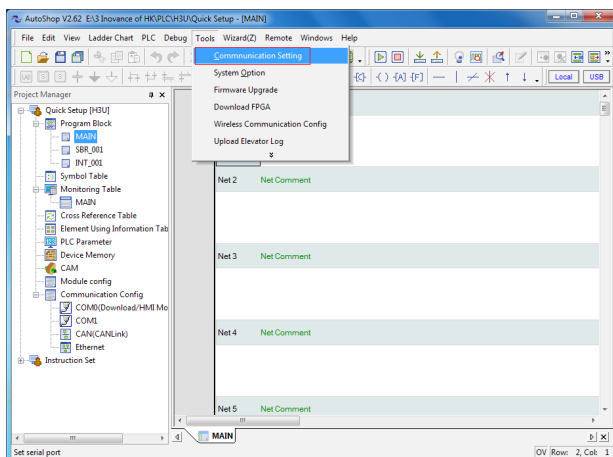 AutoShop V2.62 E:\3 Inovance of HK\PLC\H3U\Quick Setup - [MAIN]
File Edit View Ladder Chart PLC Debug Tools Wizard(Z) Remote Windows Help
Commnunication Setting
System Option
Firmware Upgrade
Download FPGA
Wireless Communication Config
Upload Elevator Log
Local USB
Project Manager
Quick Setup [H3U]
Program Block
MAIN
SBR_001
INT_001
Symbol Table
Monitoring Table
MAIN
Cross Reference Table
Element Using Information Tab
PLC Parameter
Device Memory
CAM
Module config
Communication Config
COM0(Download/HMI Mo
COM1
CAN(CANLink)
Ethernet
Instruction Set
Net 2 Net Comment
Net 3 Net Comment
Net 4 Net Comment
Net 5 Net Comment
MAIN
Set serial port
OV Row: 2, Col: 1